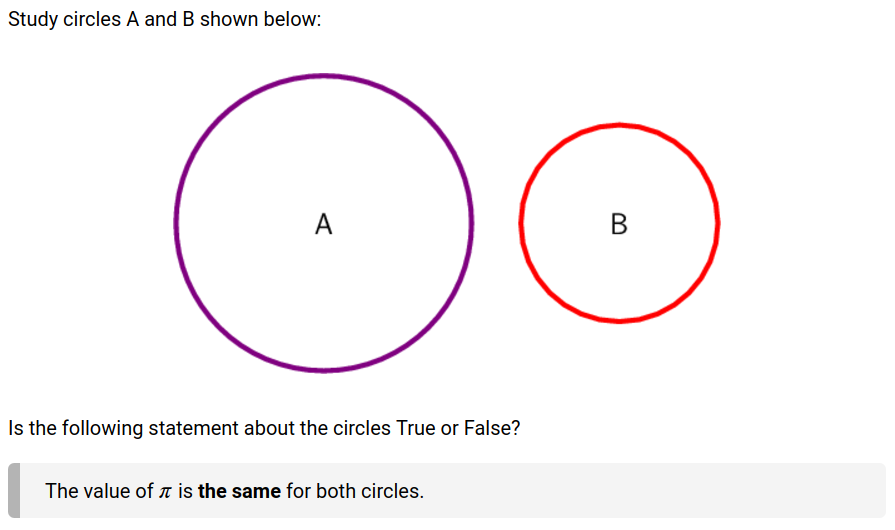 Study circles A and B shown below:
A B
Is the following statement about the circles True or False?
The value of π is the same for both circles.